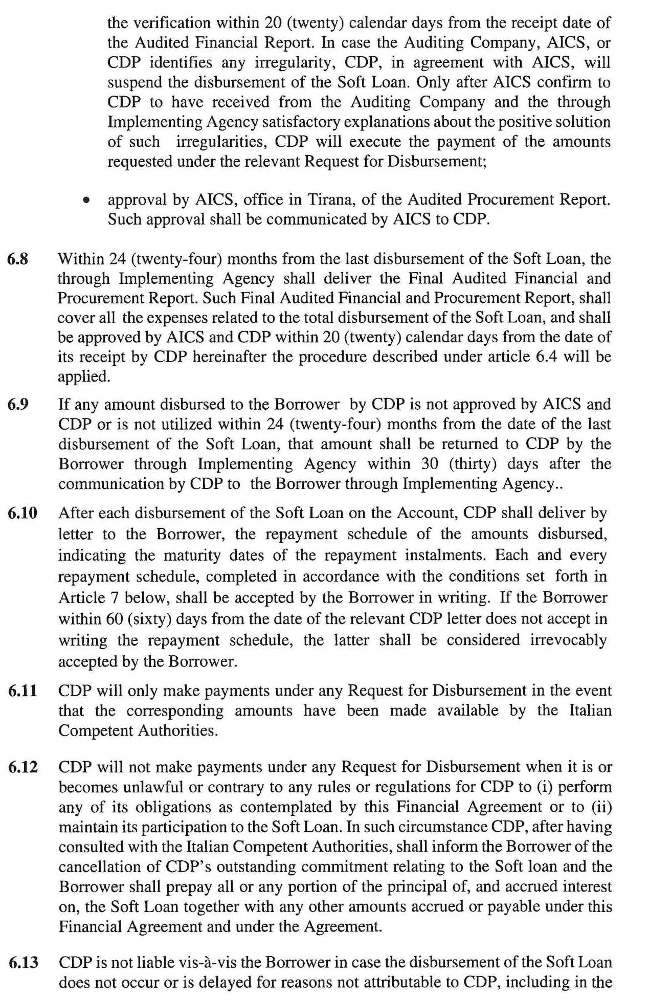 the verification within 20 (twenty) calendar days from the receipt date of
the Audited Financial Report. In case the Auditing Company, AICS, or
CDP identifies any irregularity, CDP, in agreement with AICS, will
suspend the disbursement of the Soft Loan. Only after AICS confirm to
CDP to have received from the Auditing Company and the through
Implementing Agency satisfactory explanations about the positive solution
of such irregularities, CDP will execute the payment of the amounts
requested under the relevant Request for Disbursement;
• approval by AICS, office in Tirana, of the Audited Procurement Report.
Such approval shall be communicated by AICS to CDP.
6.8 Within 24 (twenty-four) months from the last disbursement of the Soft Loan, the
through Implementing Agency shall deliver the Final Audited Financial and
Procurement Report. Such Final Audited Financial and Procurement Report, shall
cover all the expenses related to the total disbursement of the Soft Loan, and shall
be approved by AICS and CDP within 20 (twenty) calendar days from the date of
its receipt by CDP hereinafter the procedure described under article 6.4 will be
applied.
6.9 If any amount disbursed to the Borrower by CDP is not approved by AICS and
CDP or is not utilized within 24 (twenty-four) months from the date of the last
disbursement of the Soft Loan, that amount shall be returned to CDP by the
Borrower through Implementing Agency within 30 (thirty) days after the
communication by CDP to the Borrower through Implementing Agency..
6.10 After each disbursement of the Soft Loan on the Account, CDP shall deliver by
letter to the Borrower, the repayment schedule of the amounts disbursed,
indicating the maturity dates of the repayment instalments. Each and every
repayment schedule, completed in accordance with the conditions set forth in
Article 7 below, shall be accepted by the Borrower in writing. If the Borrower
within 60 (sixty) days from the date of the relevant CDP letter does not accept in
writing the repayment schedule, the latter shall be considered irrevocably
accepted by the Borrower.
6.11 CDP will only make payments under any Request for Disbursement in the event
that the corresponding amounts have been made available by the Italian
Competent Authorities.
6.12 CDP will not make payments under any Request for Disbursement when it is or
becomes unlawful or contrary to any rules or regulations for CDP to (i) perform
any of its obligations as contemplated by this Financial Agreement or to (ii)
maintain its participation to the Soft Loan. In such circumstance CDP, after having
consulted with the Italian Competent Authorities, shall inform the Borrower of the
cancellation of CDP's outstanding commitment relating to the Soft loan and the
Borrower shall prepay all or any portion of the principal of, and accrued interest
on, the Soft Loan together with any other amounts accrued or payable under this
Financial Agreement and under the Agreement.
6.13 CDP is not liable vis-à-vis the Borrower in case the disbursement of the Soft Loan
does not occur or is delayed for reasons not attributable to CDP, including in the